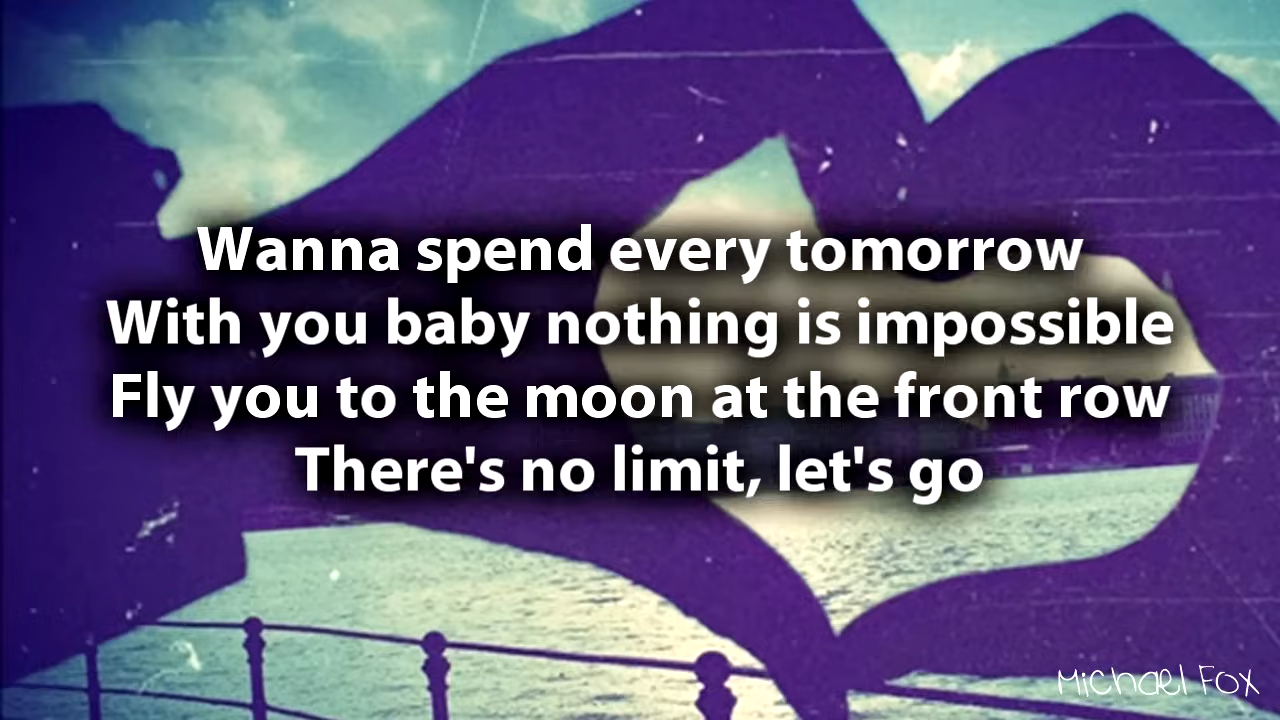 Wanna spend every tomorrow
With you baby nothing is impossible
Fly you to the moon at the front row
There's no limit, let's go
Michael Fox